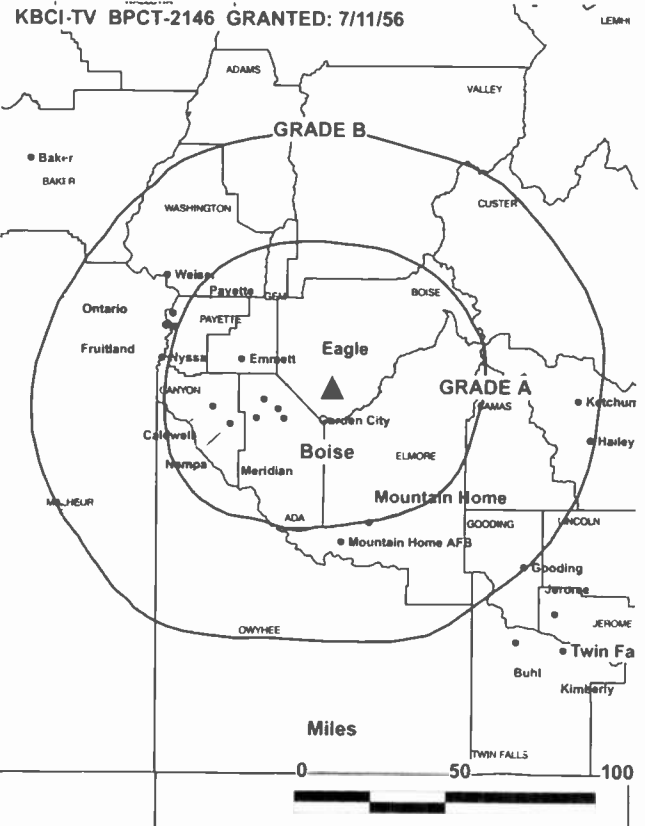 KBCI-TV BPCT-2146 GRANTED: 7/11/56
LEMHI
ADAMS
VALLEY
GRADE B
Baker
BAKER
WASHINGTON
CUSTER
Weiser
Payette
GEM
BOISE
Ontario
PAYETTE
Fruitland
Nyssa
Emmett
Eagle
GRADE A
CANYON
CAMAS
Ketchum
Garden City
Caldwell
Hailey
Boise
ELMORE
Nampa
Meridian
MALHEUR
Mountain Home
ADA
GOODING
LINCOLN
Mountain Home AFB
Gooding
Jerome
OWYHEE
JEROME
Twin Fa
Buhl
Kimberly
Miles
TWIN FALLS
0 50 100